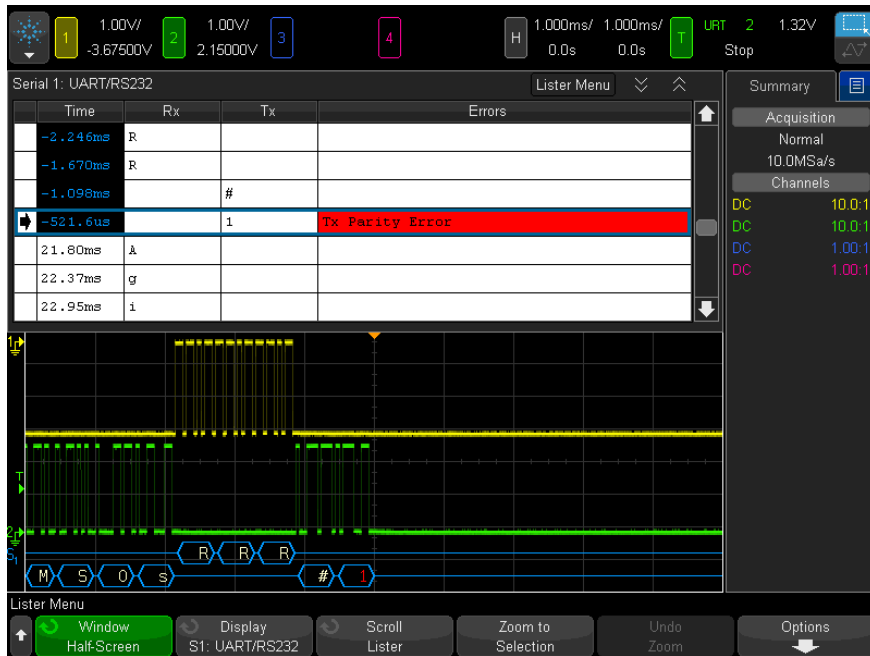 1 1.00V/ 2 1.00V/ 3 4 H 1.000ms/ 1.000ms/ T URT 2 1.32V
-3.67500V 2.15000V 0.0s 0.0s Stop
Serial 1: UART/RS232 Lister Menu
Summary
Time Rx Tx Errors
-2.246ms R
-1.670ms R
-1.098ms #
-521.6us 1 Tx Parity Error
21.80ms A
22.37ms g
22.95ms i
Acquisition
Normal
10.0MSa/s
Channels
DC 10.0:1
DC 10.0:1
DC 1.00:1
DC 1.00:1
1
T
2
S1
R R R
M S O s # 1
Lister Menu
Window Display Scroll Zoom to Undo Options
Half-Screen S1: UART/RS232 Lister Selection Zoom